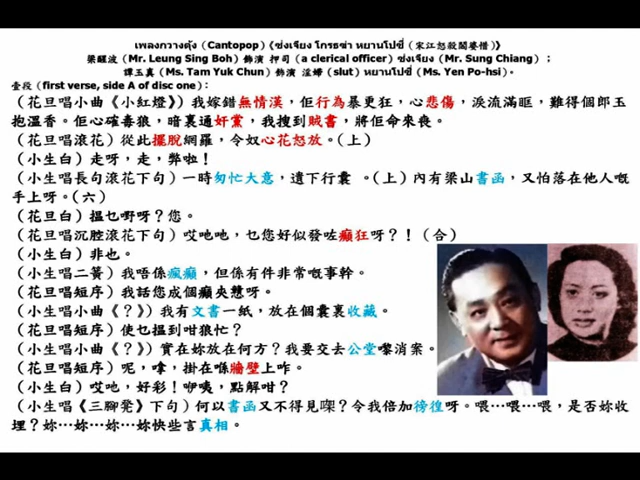 เพลงกวางตุ้ง (Cantopop)《ซ่งเจียง โกรธฆ่า หยานโปซี่ (宋江怒殺閻婆惜)》
梁醒波 (Mr. Leung Sing Boh) 飾演 押司 (a clerical officer) ซ่งเจียง (Mr. Sung Chiang)；
譚玉真 (Ms. Tam Yuk Chun) 飾演 淫婦 (slut) หยานโปซี่ (Ms. Yen Po-hsi)。
壹段 (first verse, side A of disc one)：
(花旦唱小曲《小紅燈》) 我嫁錯無情漢，佢行為暴更狂，心悲傷，淚流滿眶，難得個郎玉
抱溫香。佢心確毒狼，暗裏通奸黨，我搜到賊書，將佢命來喪。
(花旦唱滾花) 從此擺脫網羅，令奴心花怒放。(上)
(小生白) 走呀，走，弊啦！
(小生唱長句滾花下句) 一時匆忙大意，遺下行囊 。(上) 內有梁山書函，又怕落在他人嘅
手上呀。(六)
(花旦白) 搵乜嘢呀？您。
(花旦唱沉腔滾花下句) 哎吔吔，乜您好似發咗癲狂呀？！(合)
(小生白) 非也。
(小生唱二簧) 我唔係瘋癲，但係有件非常嘅事幹。
(花旦唱短序) 我話您成個癲央戇呀。
(小生唱小曲《？》) 我有文書一紙，放在個囊裏收藏。
(花旦唱短序) 使乜搵到咁狼忙？
(小生唱小曲《？》) 實在妳放在何方？我要交去公堂嚟消案。
(花旦唱短序) 呢，嗱，掛在喺牆壁上咋。
(小生白) 哎吔，好彩！咿咦，點解咁？
(小生唱《三腳凳》下句) 何以書函又不得見㗎？令我倍加徬徨呀。喂…喂…喂，是否妳收
埋？妳…妳…妳…妳快些言真相。